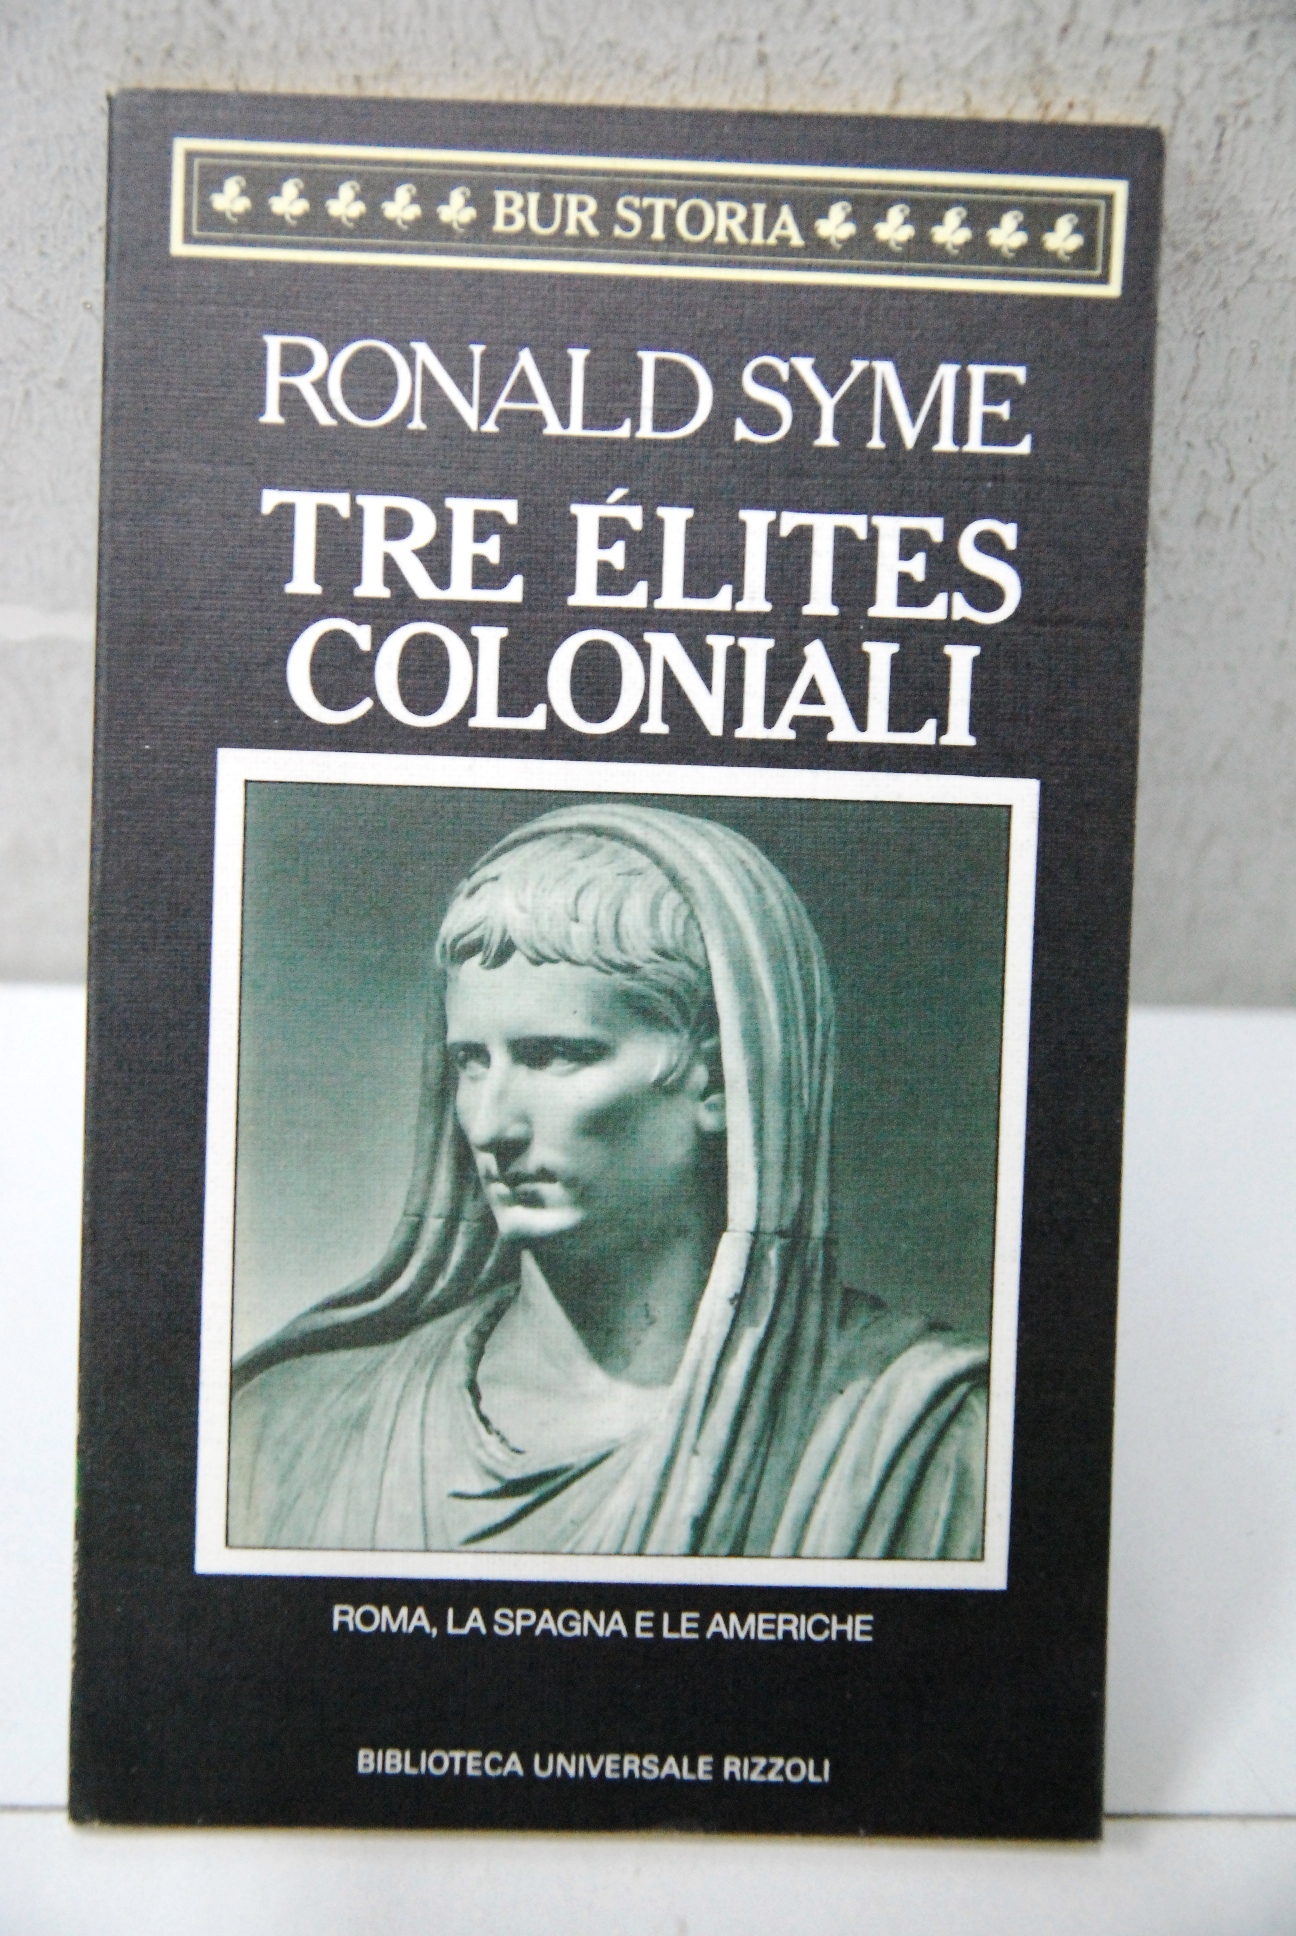 BUR STORIA
RONALD SYME
TRE ÉLITES
COLONIALI
ROMA, LA SPAGNA E LE AMERICHE
BIBLIOTECA UNIVERSALE RIZZOLI